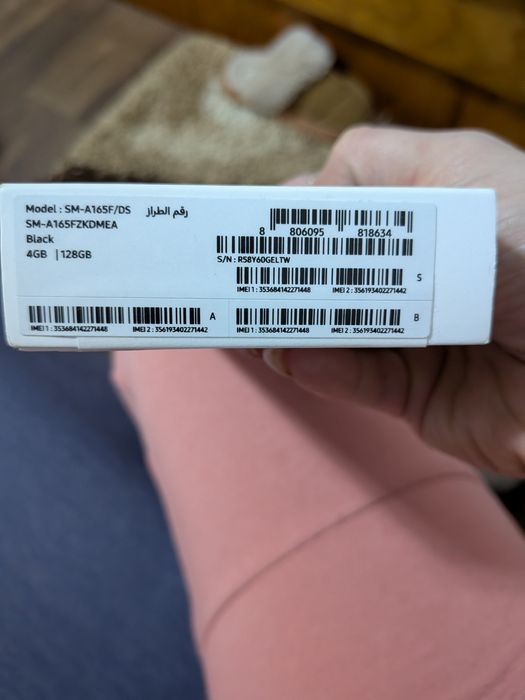 Model : SM-A165F/DS رقم الطراز
SM-A165FZKDMEA
Black
4GB | 128GB
8 806095 818634
S/N : R58Y60GELTW
IMEI 1 : 353684142271448 IMEI 2 : 356193402271442 S
IMEI 1 : 353684142271448 IMEI 2 : 356193402271442 A
IMEI 1 : 353684142271448 IMEI 2 : 356193402271442 B